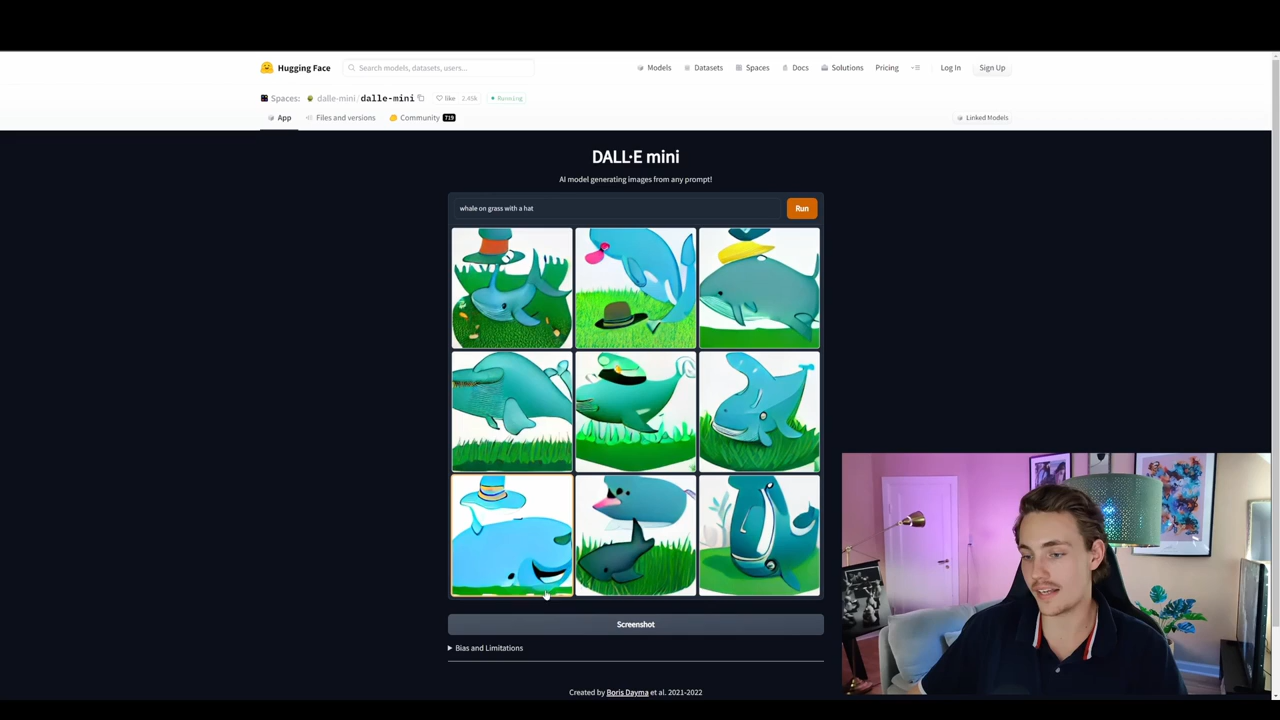 Hugging Face
Search models, datasets, users...
Models
Datasets
Spaces
Docs
Solutions
Pricing
Log In
Sign Up
Spaces:
dalle-mini/dalle-mini
like 2.45k
Running
App
Files and versions
Community 719
Linked Models
DALL·E mini
AI model generating images from any prompt!
whale on grass with a hat
Run
Screenshot
Bias and Limitations
Created by Boris Dayma et al. 2021-2022